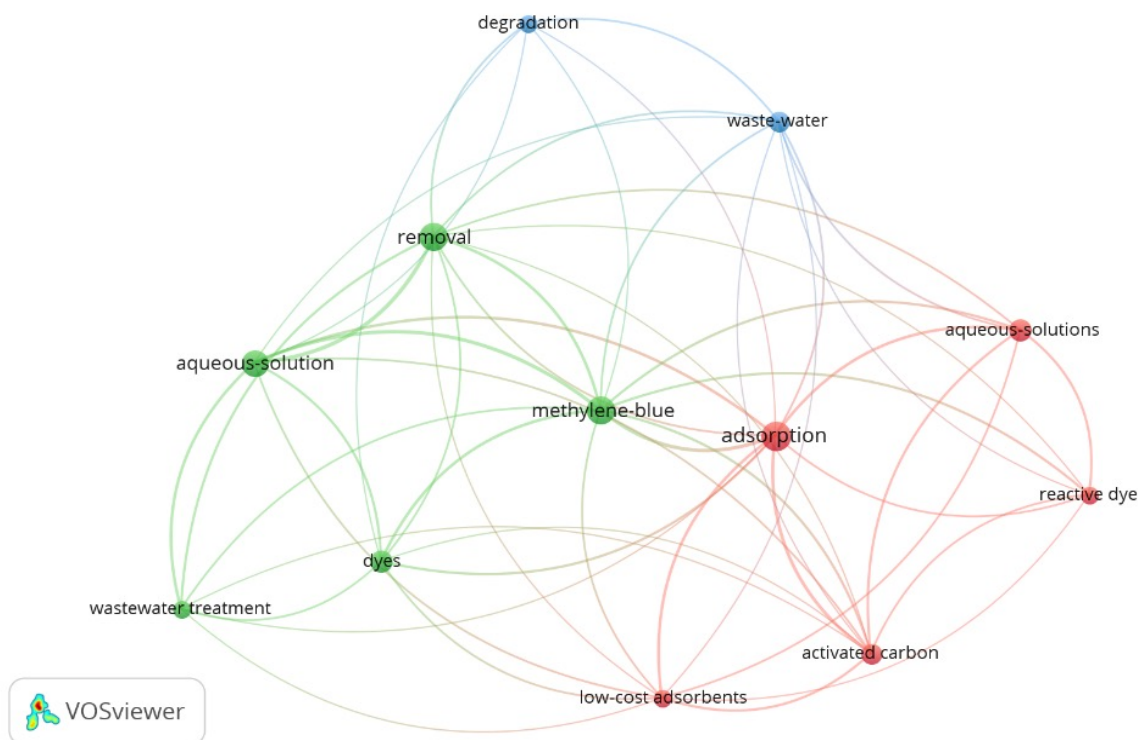 degradation
waste-water
removal
aqueous-solutions
aqueous-solution
methylene-blue
adsorption
reactive dye
dyes
wastewater treatment
activated carbon
low-cost adsorbents
VOSviewer